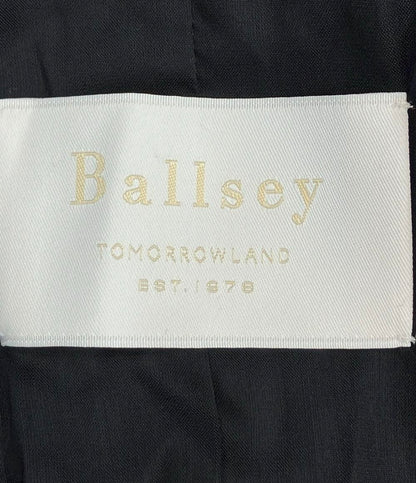 Ballsey
TOMORROWLAND
EST. 1978